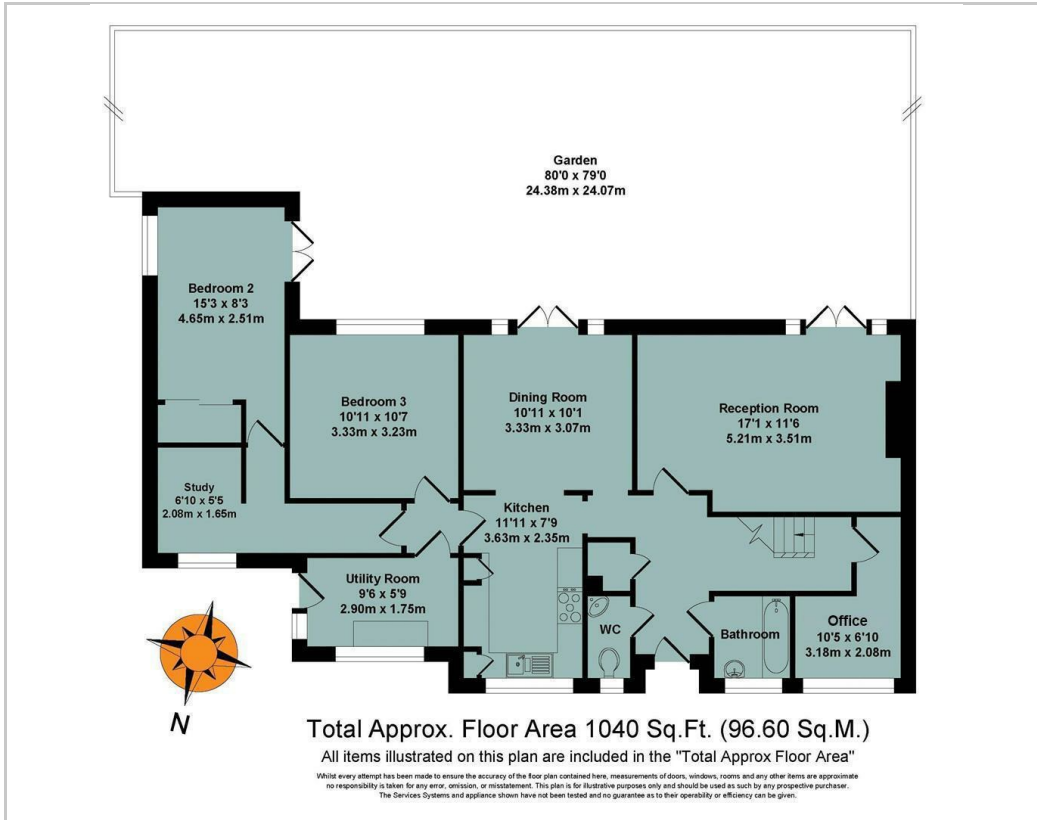 Garden
80'0 x 79'0
24.38m x 24.07m
Bedroom 2
15'3 x 8'3
4.65m x 2.51m
Bedroom 3
10'11 x 10'7
3.33m x 3.23m
Dining Room
10'11 x 10'1
3.33m x 3.07m
Reception Room
17'1 x 11'6
5.21m x 3.51m
Study
6'10 x 5'5
2.08m x 1.65m
Kitchen
11'11 x 7'9
3.63m x 2.35m
Utility Room
9'6 x 5'9
2.90m x 1.75m
WC
Bathroom
Office
10'5 x 6'10
3.18m x 2.08m
N
Total Approx. Floor Area 1040 Sq.Ft. (96.60 Sq.M.)
All items illustrated on this plan are included in the "Total Approx Floor Area"
Whilst every attempt has been made to ensure the accuracy of the floor plan contained here, measurements of doors, windows, rooms and any other items are approximate
no responsibility is taken for any error, omission, or misstatement. This plan is for illustrative purposes only and should be used as such by any prospective purchaser.
The Services Systems and appliance shown have not been tested and no guarantee as to their operability or efficiency can be given.